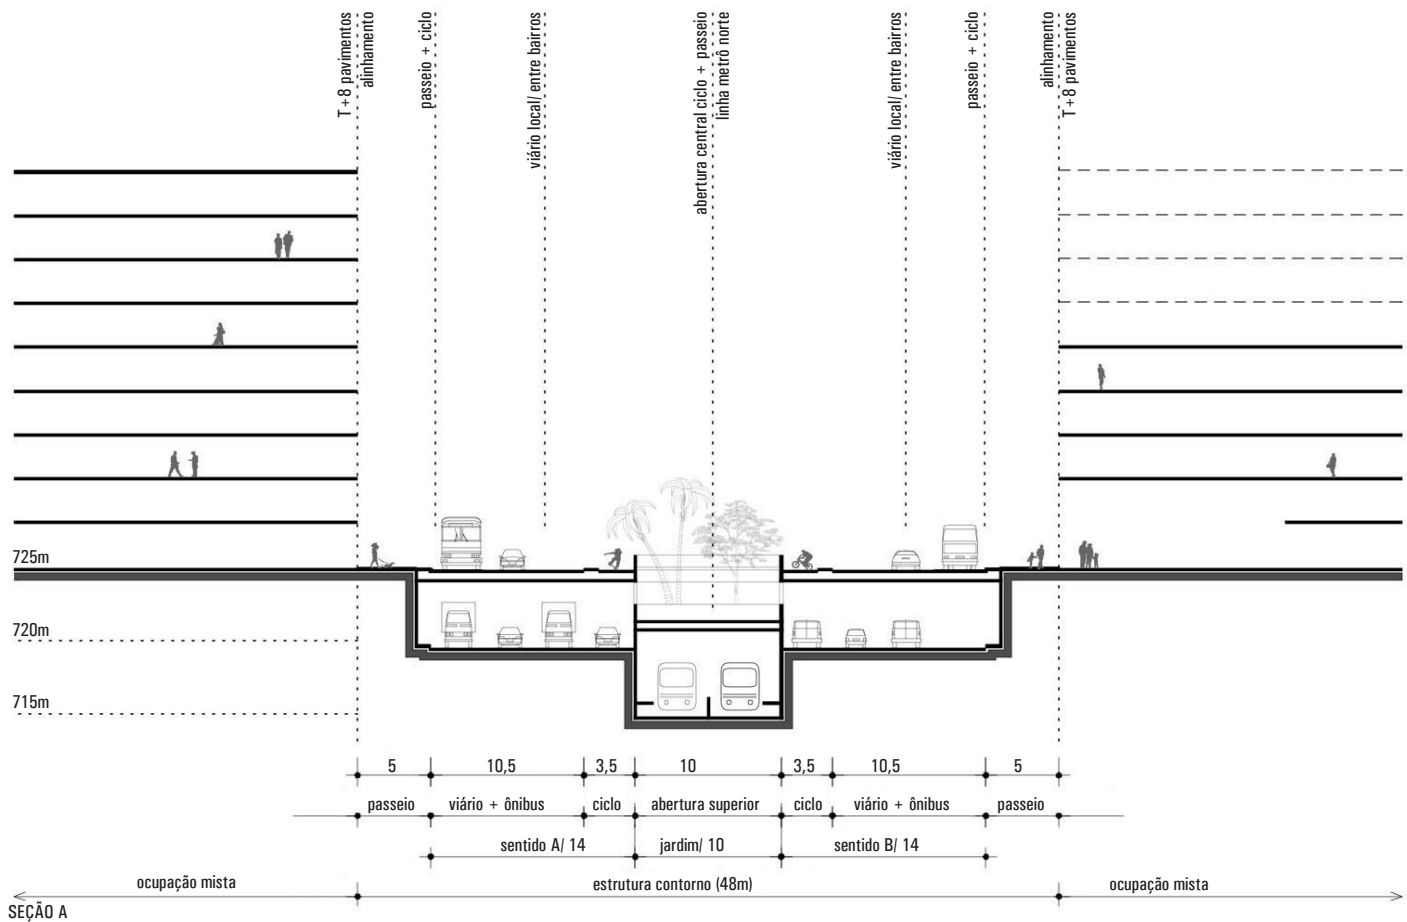 T + 8 pavimentos
alinhamento
passeio + ciclo
viário local/ entre bairros
abertura central ciclo + passeio
linha metrô norte
viário local/ entre bairros
passeio + ciclo
alinhamento
T + 8 pavimentos
725m
720m
715m
5 10,5 3,5 10 3,5 10,5 5
passeio viário + ônibus ciclo abertura superior ciclo viário + ônibus passeio
sentido A/ 14 jardim/ 10 sentido B/ 14
ocupação mista estrutura contorno (48m) ocupação mista
SEÇÃO A